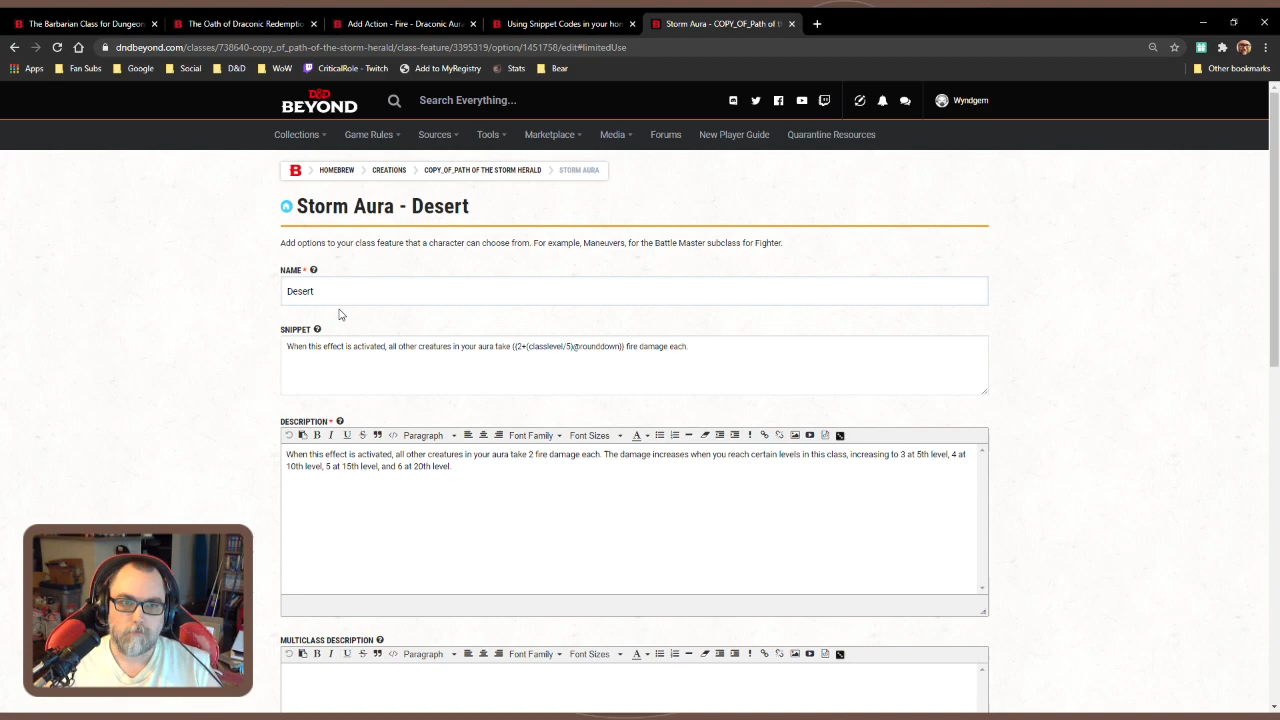 The Barbarian Class for Dungeon
The Oath of Draconic Redemptio
Add Action - Fire - Draconic Aur
Using Snippet Codes in your hon
Storm Aura - COPY_OF_Path of th
dndbeyond.com/classes/738640-copy_of_path-of-the-storm-herald/class-feature/3395319/option/1451758/edit#limitedUse
Apps Fan Subs Google Social D&D WoW CriticalRole - Twitch Add to MyRegistry Stats Bear Other bookmarks
D&D
BEYOND
Search Everything...
Wyndgem
Collections Game Rules Sources Tools Marketplace Media Forums New Player Guide Quarantine Resources
B HOMEBREW CREATIONS COPY_OF_PATH OF THE STORM HERALD STORM AURA
Storm Aura - Desert
Add options to your class feature that a character can choose from. For example, Maneuvers, for the Battle Master subclass for Fighter.
NAME *
Desert
SNIPPET
When this effect is activated, all other creatures in your aura take {{2+(classlevel/5)@rounddown}} fire damage each.
DESCRIPTION *
B I U S Paragraph Font Family Font Sizes A
When this effect is activated, all other creatures in your aura take 2 fire damage each. The damage increases when you reach certain levels in this class, increasing to 3 at 5th level, 4 at
10th level, 5 at 15th level, and 6 at 20th level.
MULTICLASS DESCRIPTION
B I U S Paragraph Font Family Font Sizes A